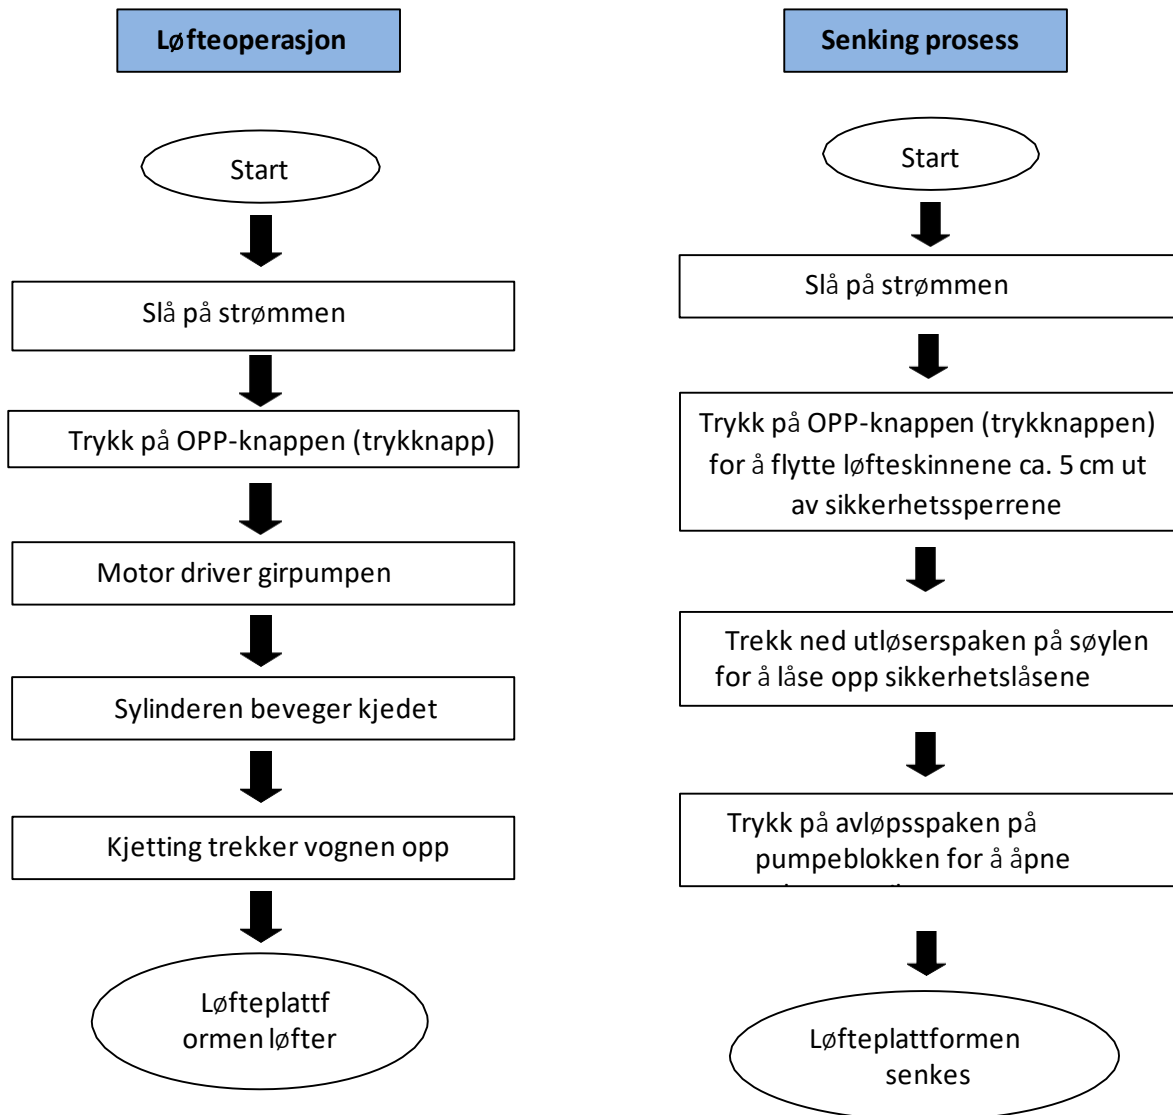 Løfteoperasjon
Start
Slå på strømmen
Trykk på OPP-knappen (trykknapp)
Motor driver girpumpen
Sylinderen beveger kjedet
Kjetting trekker vognen opp
Løfteplattf
ormen løfter
Senking prosess
Start
Slå på strømmen
Trykk på OPP-knappen (trykknappen)
for å flytte løfteskinnene ca. 5 cm ut
av sikkerhetssperrene
Trekk ned utløserspaken på søylen
for å låse opp sikkerhetslåsene
Trykk på avløpsspaken på
pumpeblokken for å åpne
Løfteplattformen
senkes